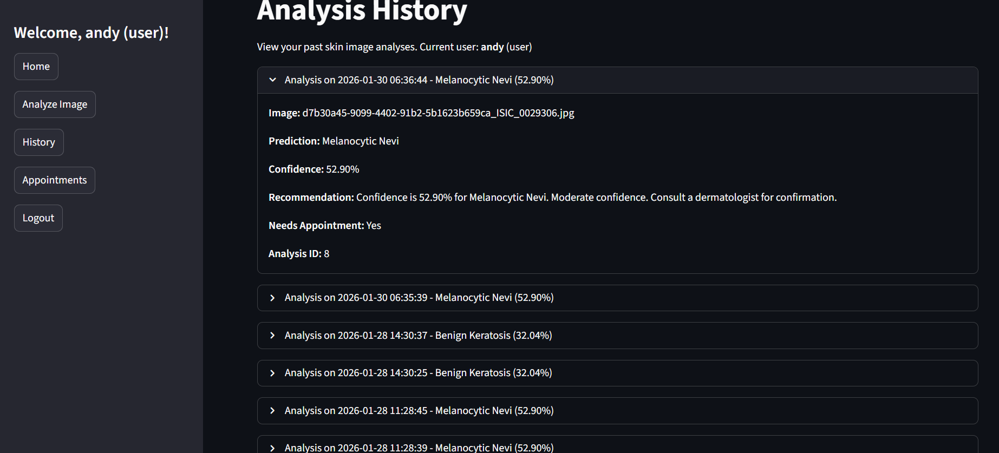 Welcome, andy (user)!
Home
Analyze Image
History
Appointments
Logout
Analysis History
View your past skin image analyses. Current user: andy (user)
Analysis on 2026-01-30 06:36:44 - Melanocytic Nevi (52.90%)
Image: d7b30a45-9099-4402-91b2-5b1623b659ca_ISIC_0029306.jpg
Prediction: Melanocytic Nevi
Confidence: 52.90%
Recommendation: Confidence is 52.90% for Melanocytic Nevi. Moderate confidence. Consult a dermatologist for confirmation.
Needs Appointment: Yes
Analysis ID: 8
Analysis on 2026-01-30 06:35:39 - Melanocytic Nevi (52.90%)
Analysis on 2026-01-28 14:30:37 - Benign Keratosis (32.04%)
Analysis on 2026-01-28 14:30:25 - Benign Keratosis (32.04%)
Analysis on 2026-01-28 11:28:45 - Melanocytic Nevi (52.90%)
Analysis on 2026-01-28 11:28:39 - Melanocytic Nevi (52.90%)